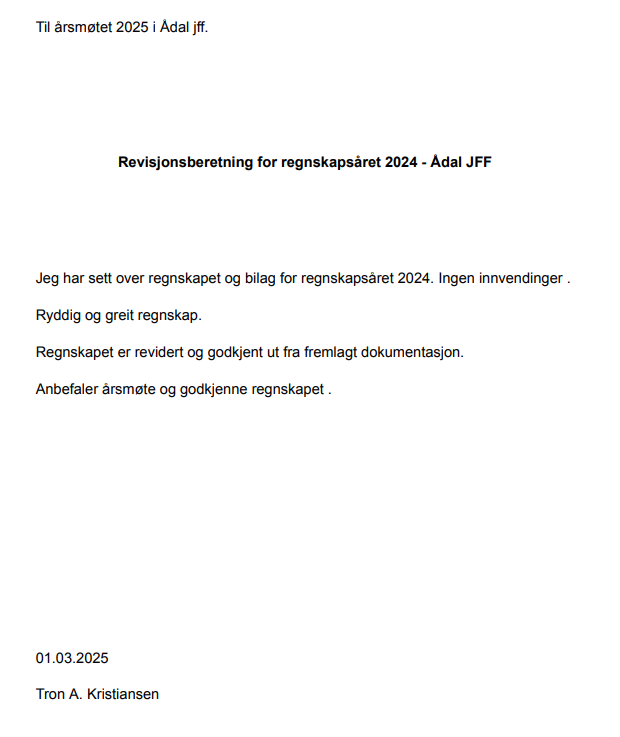 Til årsmøtet 2025 i Ådal jff.
Revisjonsberetning for regnskapsåret 2024 - Ådal JFF
Jeg har sett over regnskapet og bilag for regnskapsåret 2024. Ingen innvendinger .
Ryddig og greit regnskap.
Regnskapet er revidert og godkjent ut fra fremlagt dokumentasjon.
Anbefaler årsmøte og godkjenne regnskapet .
01.03.2025
Tron A. Kristiansen